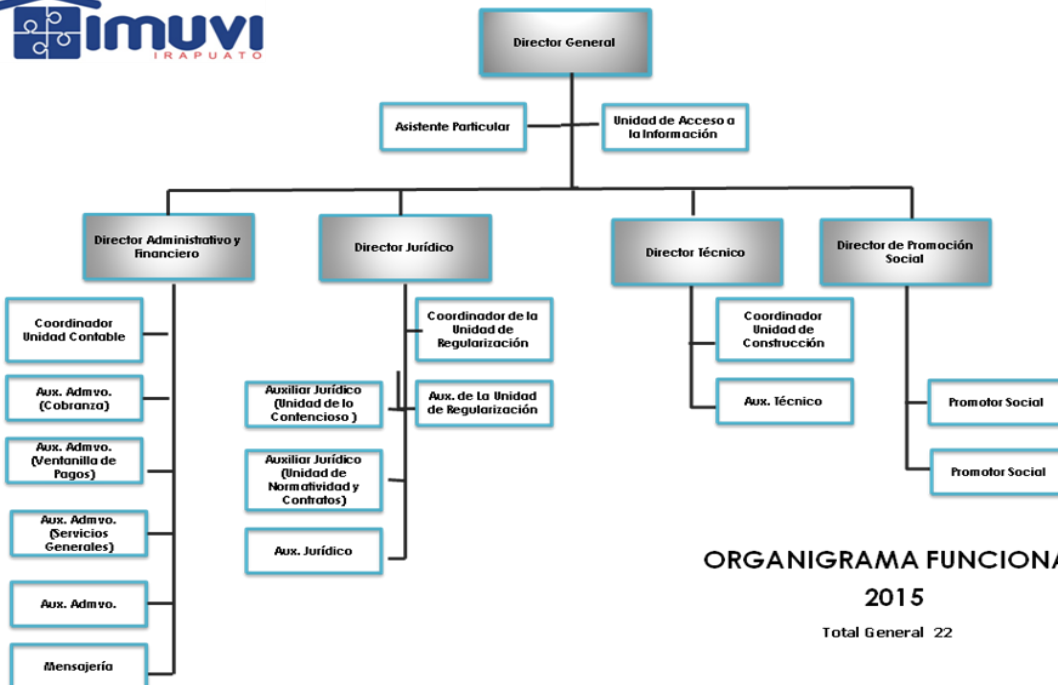 imuvi
IRAPUATO
Director General
Asistente Particular
Unidad de Acceso a
la Información
Director Administrativo y
Financiero
Director Jurídico
Director Técnico
Director de Promoción
Social
Coordinador
Unidad Contable
Aux. Admvo.
(Cobranza)
Aux. Admvo.
(Ventanilla de
Pagos)
Aux. Admvo.
(Servicios
Generales)
Aux. Admvo.
Mensajería
Coordinador de la
Unidad de
Regularización
Auxiliar Jurídico
(Unidad de lo
Contencioso )
Aux. de La Unidad
de Regularización
Auxiliar Jurídico
(Unidad de
Normatividad y
Contratos)
Aux. Jurídico
Coordinador
Unidad de
Construcción
Aux. Técnico
Promotor Social
Promotor Social
ORGANIGRAMA FUNCIONA
2015
Total General 22